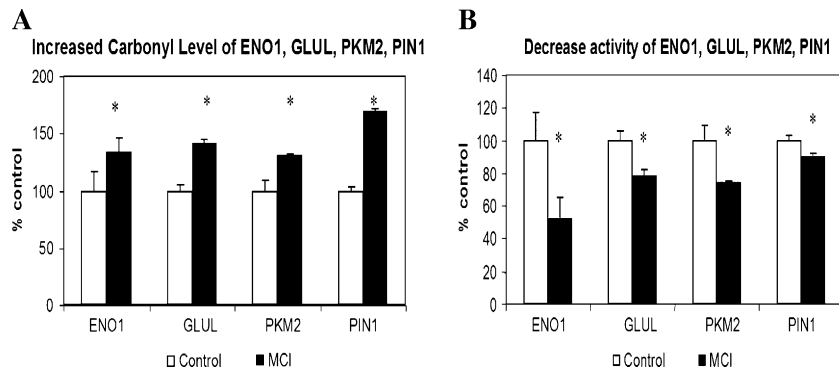 A
Increased Carbonyl Level of ENO1, GLUL, PKM2, PIN1
200
150
100
50
0
% control
* * * *
ENO1 GLUL PKM2 PIN1
Control MCI
B
Decrease activity of ENO1, GLUL, PKM2, PIN1
140
120
100
80
60
40
20
0
% control
* * * *
ENO1 GLUL PKM2 PIN1
Control MCI